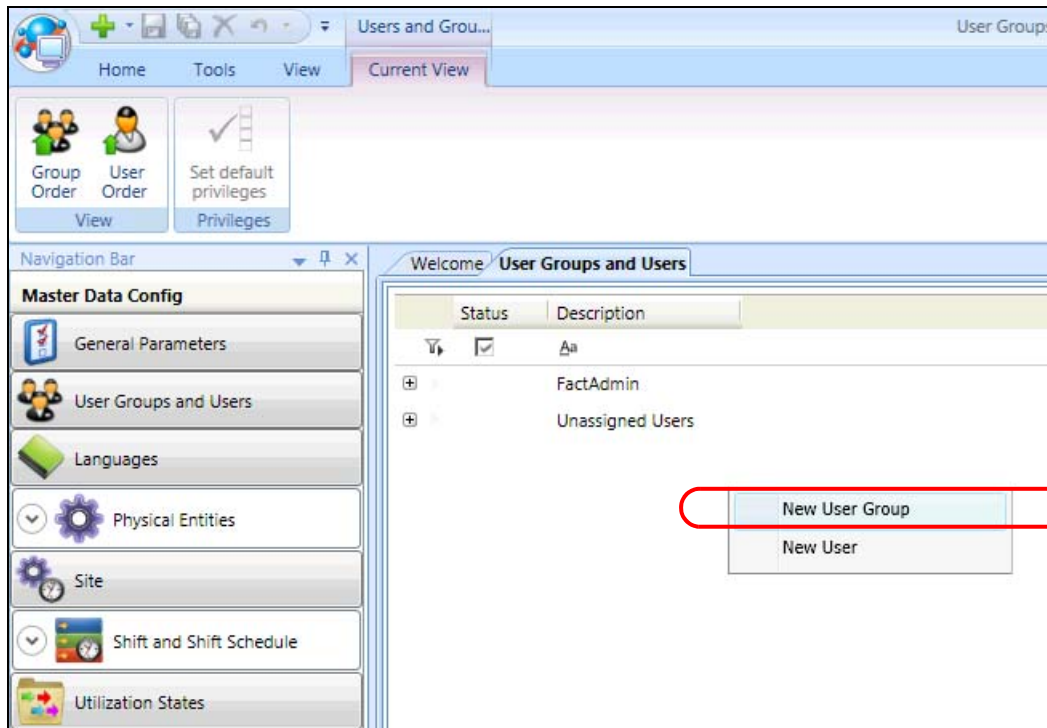 Users and Grou...
User Groups
Home Tools View Current View
Group Order
User Order
Set default privileges
View
Privileges
Navigation Bar
Welcome User Groups and Users
Master Data Config
Status Description
General Parameters
Aa
FactAdmin
User Groups and Users
Unassigned Users
Languages
New User Group
Physical Entities
New User
Site
Shift and Shift Schedule
Utilization States